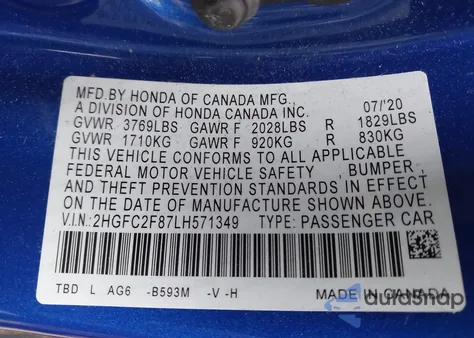 MFD.BY HONDA OF CANADA MFG.,
A DIVISION OF HONDA CANADA INC. 07/'20
GVWR 3769LBS GAWR F 2028LBS R 1829LBS
GVWR 1710KG GAWR F 920KG R 830KG
THIS VEHICLE CONFORMS TO ALL APPLICABLE
FEDERAL MOTOR VEHICLE SAFETY , BUMPER,
AND THEFT PREVENTION STANDARDS IN EFFECT
ON THE DATE OF MANUFACTURE SHOWN ABOVE.
V.I.N.:2HGFC2F87LH571349 TYPE: PASSENGER CAR
TBD L AG6 -B593M -V -H MADE IN CANADA
autoSnap